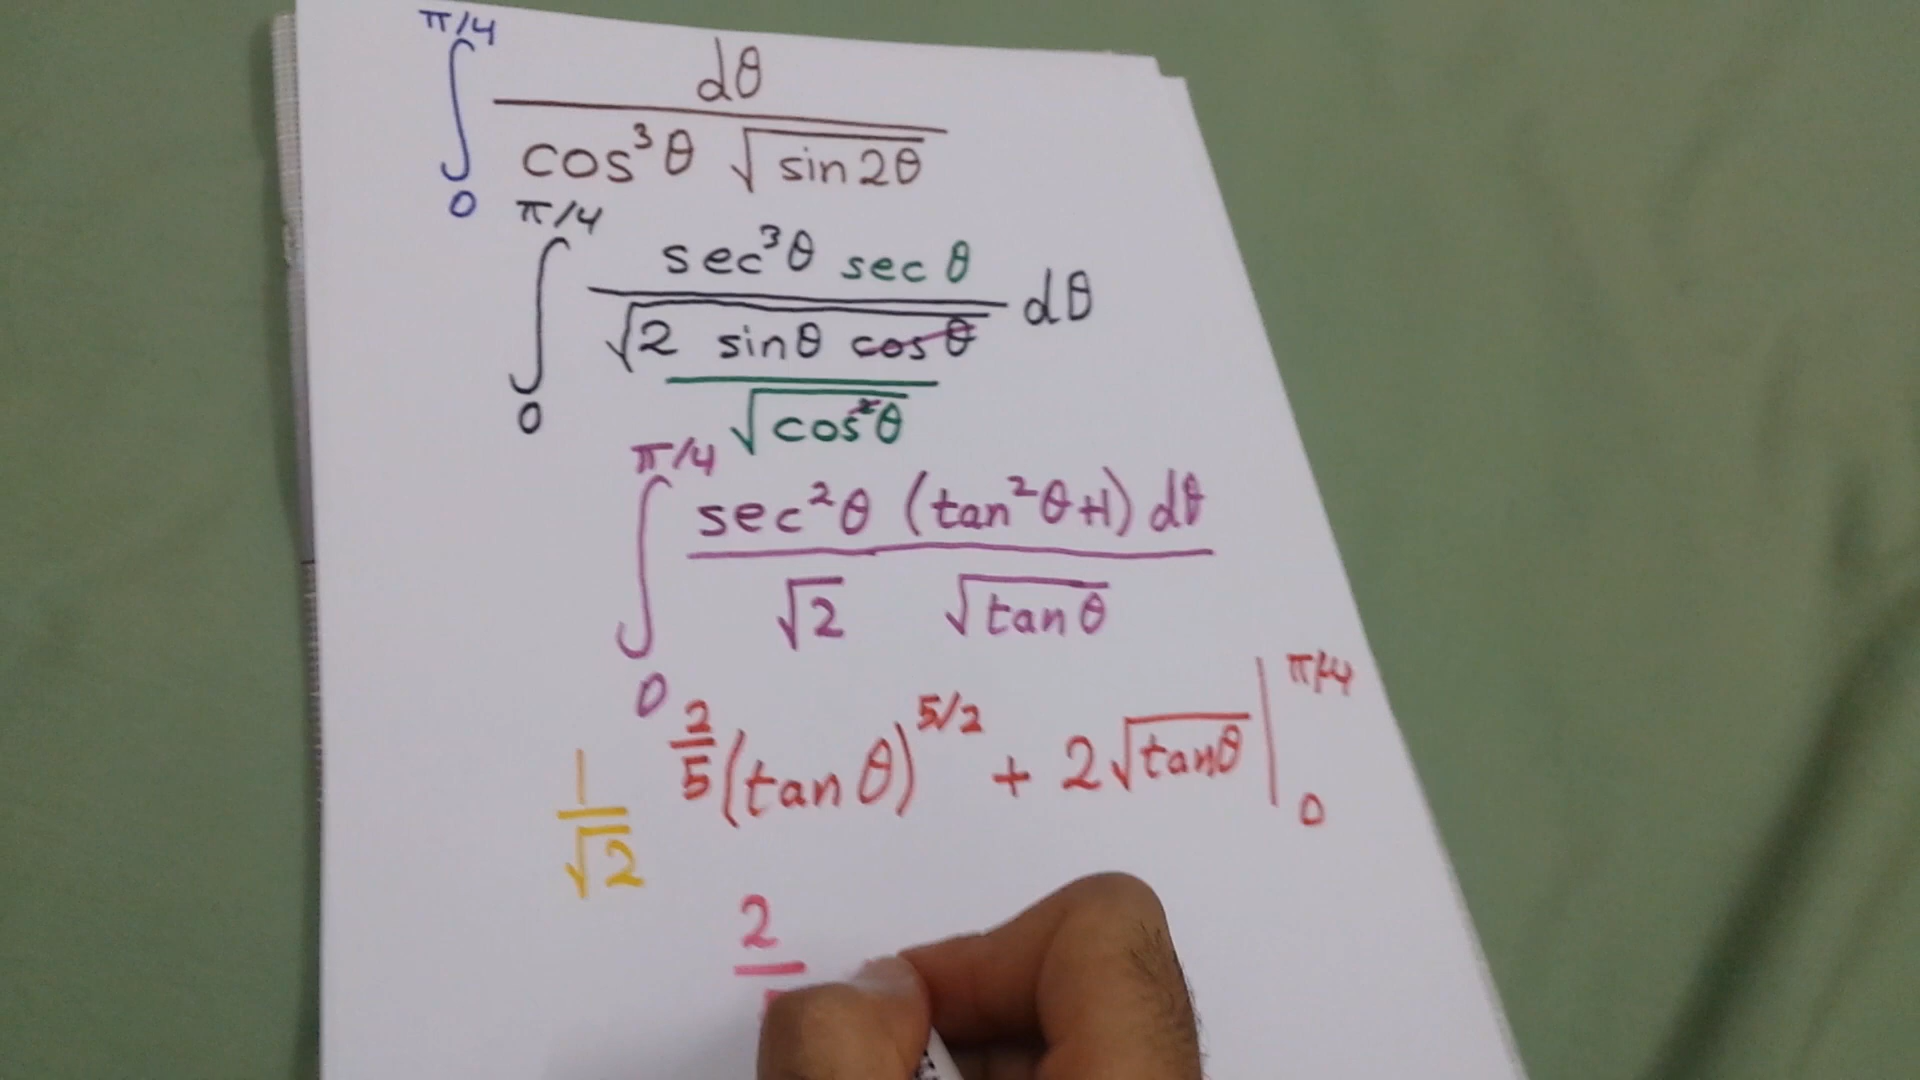 ∫₀^{π/4} dθ / (cos³θ √(sin2θ))
∫₀^{π/4} (sec³θ secθ) / (√(2 sinθ cosθ) / √(cos²θ)) dθ
∫₀^{π/4} sec²θ (tan²θ+1) dθ / (√2 √(tanθ))
1/√2 2/5 (tan θ)^{5/2} + 2√(tanθ) |₀^{π/4}
2